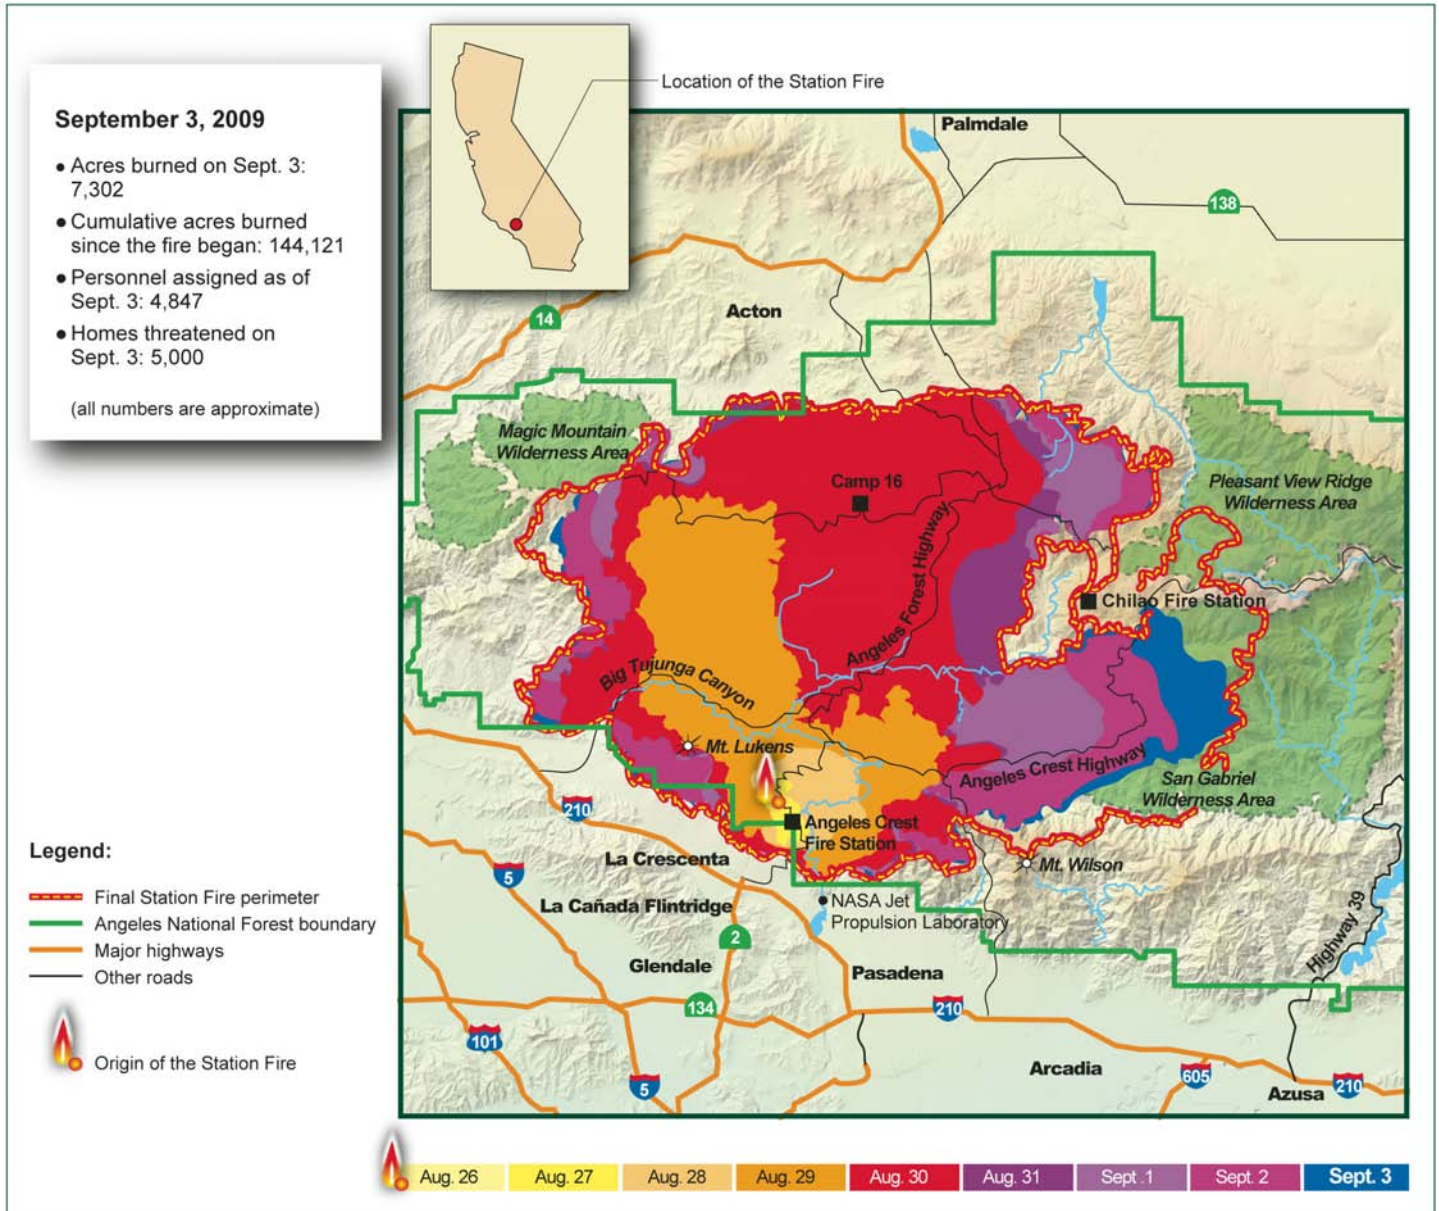 Location of the Station Fire
September 3, 2009
• Acres burned on Sept. 3:
7,302
• Cumulative acres burned
since the fire began: 144,121
• Personnel assigned as of
Sept. 3: 4,847
• Homes threatened on
Sept. 3: 5,000
(all numbers are approximate)
Palmdale
138
14
Acton
Magic Mountain
Wilderness Area
Camp 16
Pleasant View Ridge
Wilderness Area
Angeles Forest Highway
Chilao Fire Station
Big Tujunga Canyon
Mt. Lukens
Angeles Crest Highway
San Gabriel
Wilderness Area
210
Angeles Crest
Fire Station
La Crescenta
Mt. Wilson
5
La Cañada Flintridge
NASA Jet
Propulsion Laboratory
2
Highway 39
Glendale
Pasadena
134
210
101
Arcadia
5
605
210
Azusa
Legend:
Final Station Fire perimeter
Angeles National Forest boundary
Major highways
Other roads
Origin of the Station Fire
Aug. 26 Aug. 27 Aug. 28 Aug. 29 Aug. 30 Aug. 31 Sept .1 Sept. 2 Sept. 3